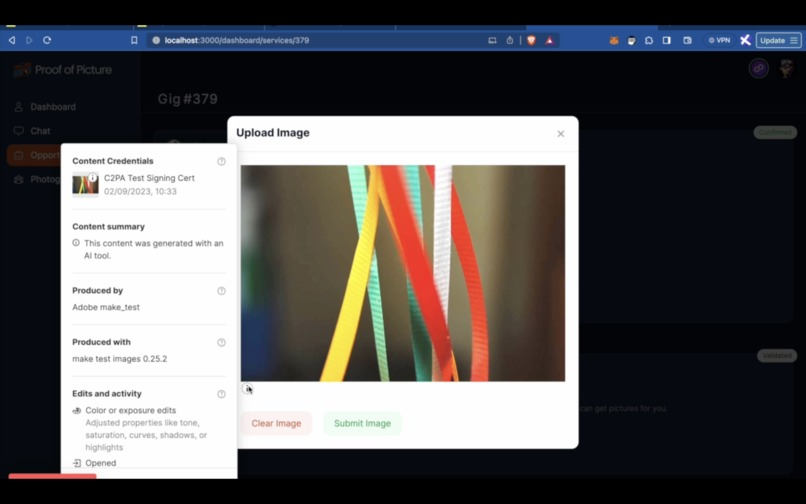 localhost:3000/dashboard/services/379
VPN
Update
Proof of Picture
Dashboard
Gig #379
Chat
Upload Image
Confirmed
Content Credentials
C2PA Test Signing Cert
02/09/2023, 10:33
Content summary
This content was generated with an
AI tool.
Produced by
Adobe make_test
Produced with
make test images 0.25.2
Validated
Edits and activity
Color or exposure edits
Adjusted properties like tone,
saturation, curves, shadows, or
highlights
Opened
can get pictures for you.
Clear Image
Submit Image